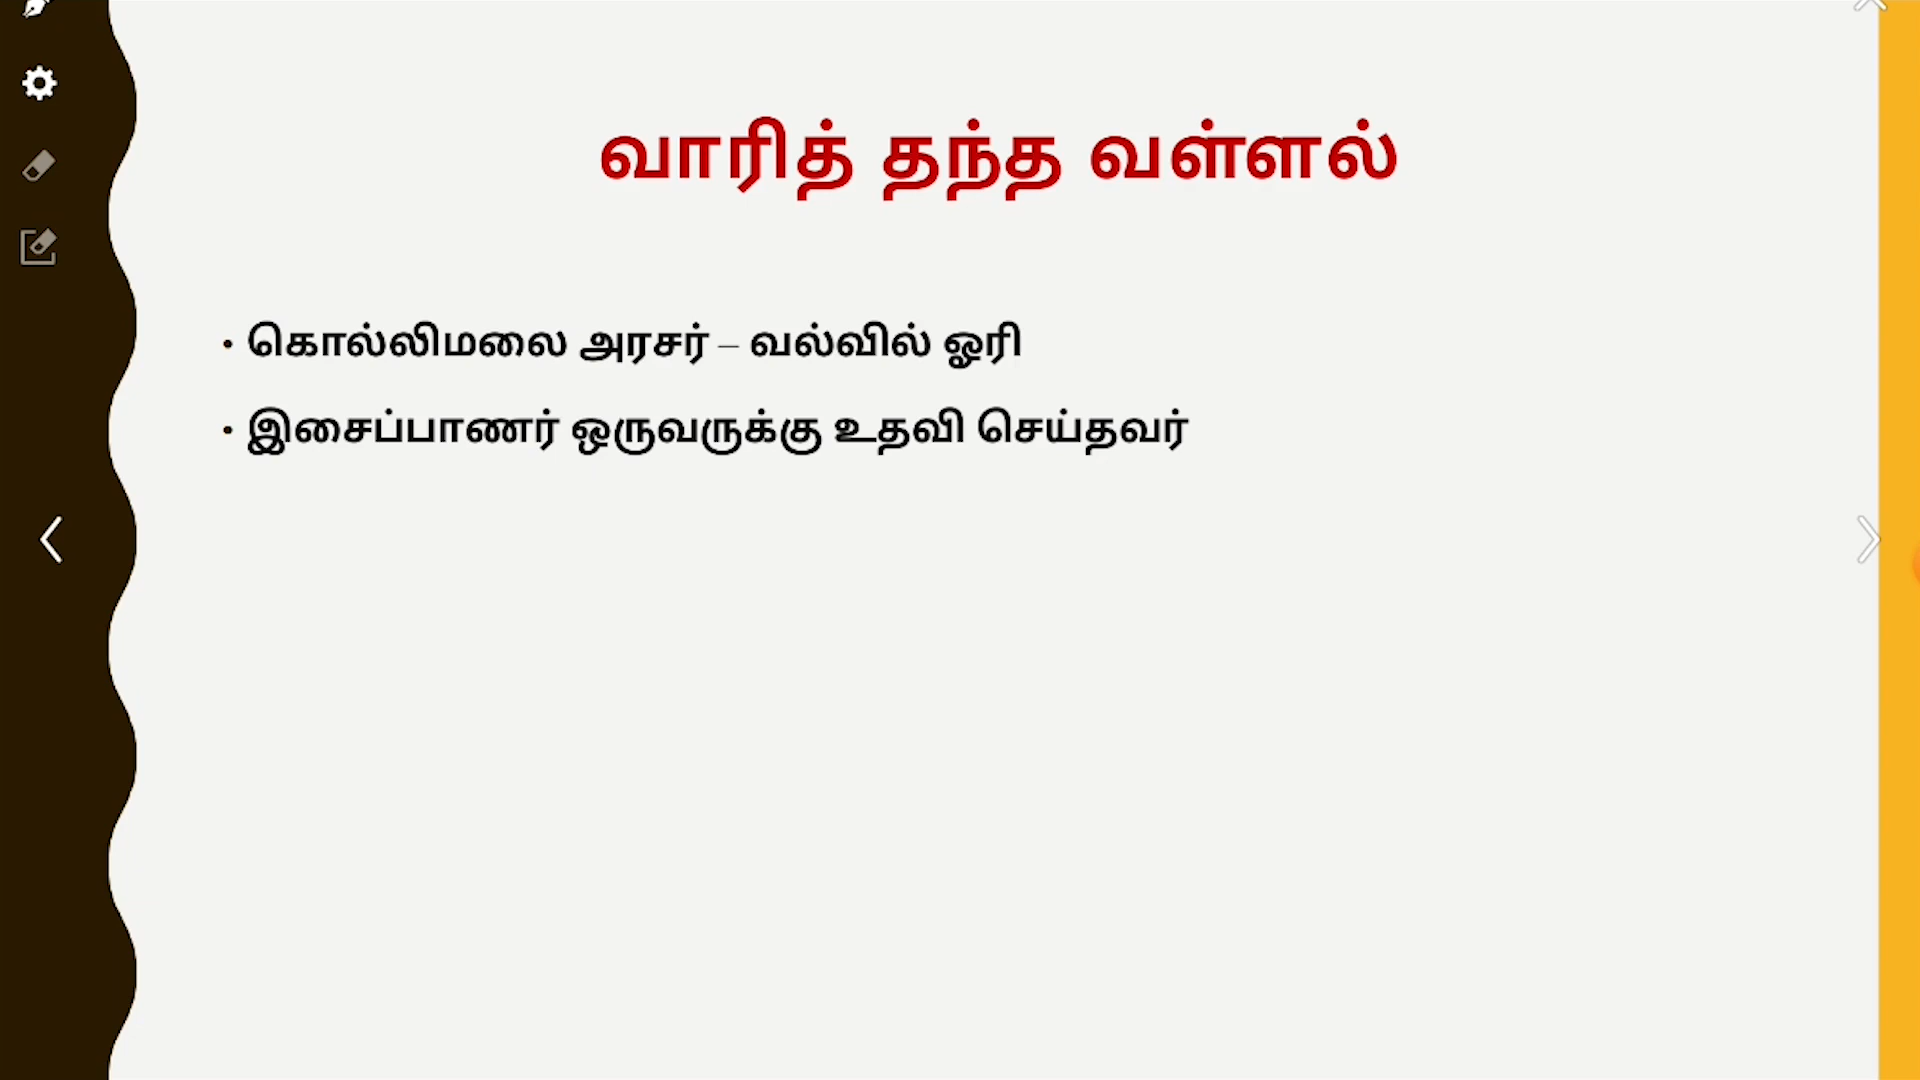 வாரித் தந்த வள்ளல்
• கொல்லிமலை அரசர் – வல்வில் ஓரி
• இசைப்பாணர் ஒருவருக்கு உதவி செய்தவர்